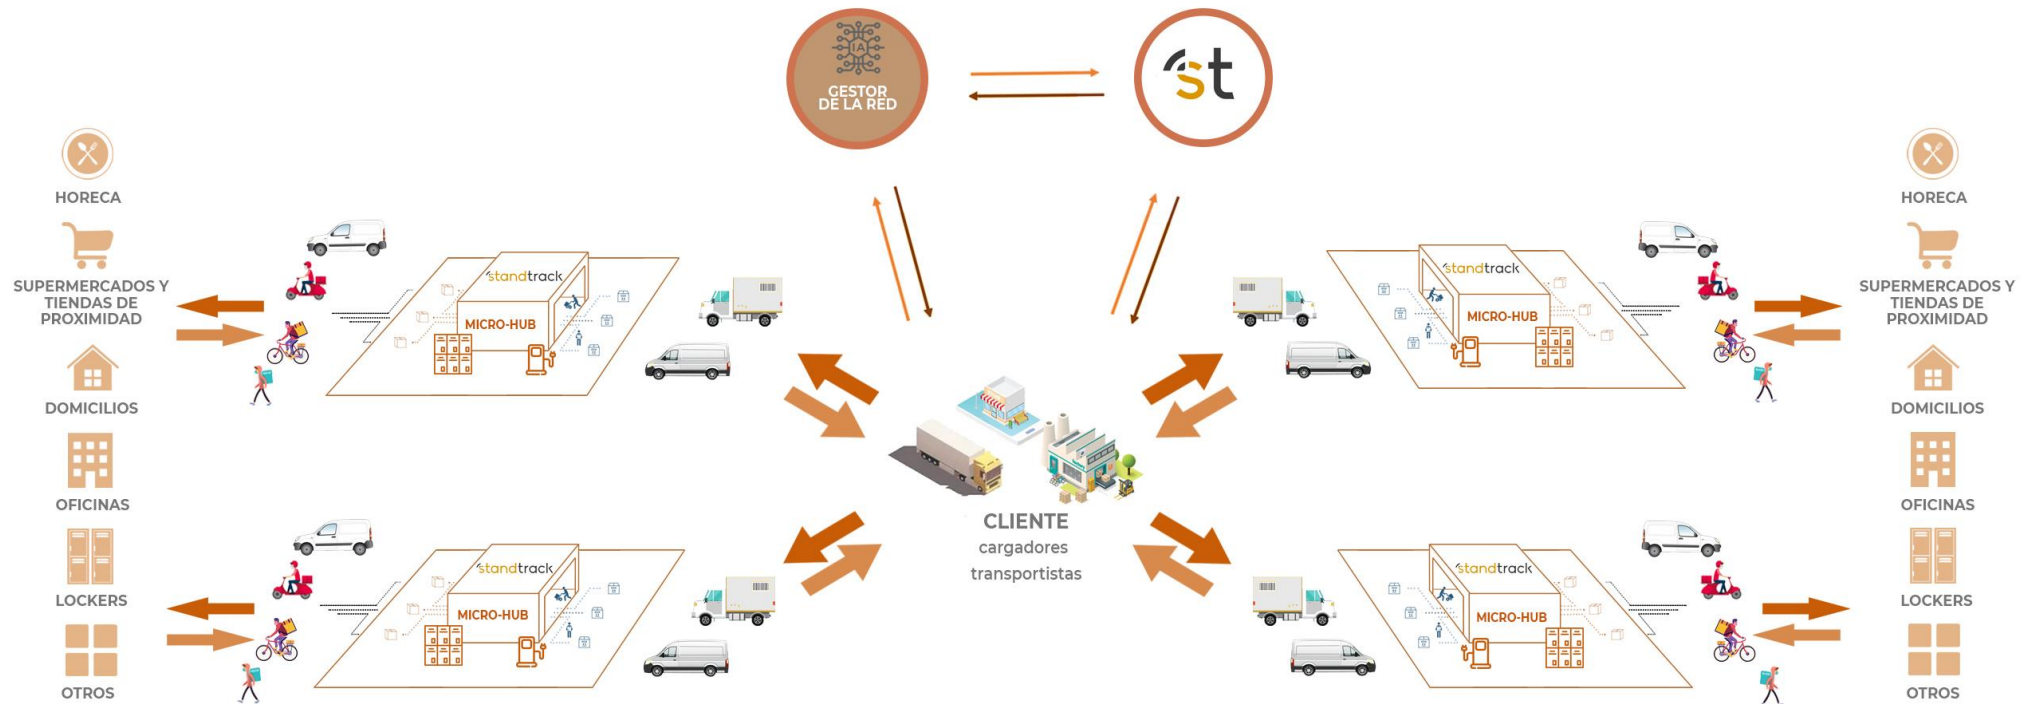 IA
GESTOR
DE LA RED
st
HORECA
SUPERMERCADOS Y
TIENDAS DE
PROXIMIDAD
DOMICILIOS
OFICINAS
LOCKERS
OTROS
standtrack
MICRO-HUB
standtrack
MICRO-HUB
CLIENTE
cargadores
transportistas
standtrack
MICRO-HUB
standtrack
MICRO-HUB
HORECA
SUPERMERCADOS Y
TIENDAS DE
PROXIMIDAD
DOMICILIOS
OFICINAS
LOCKERS
OTROS